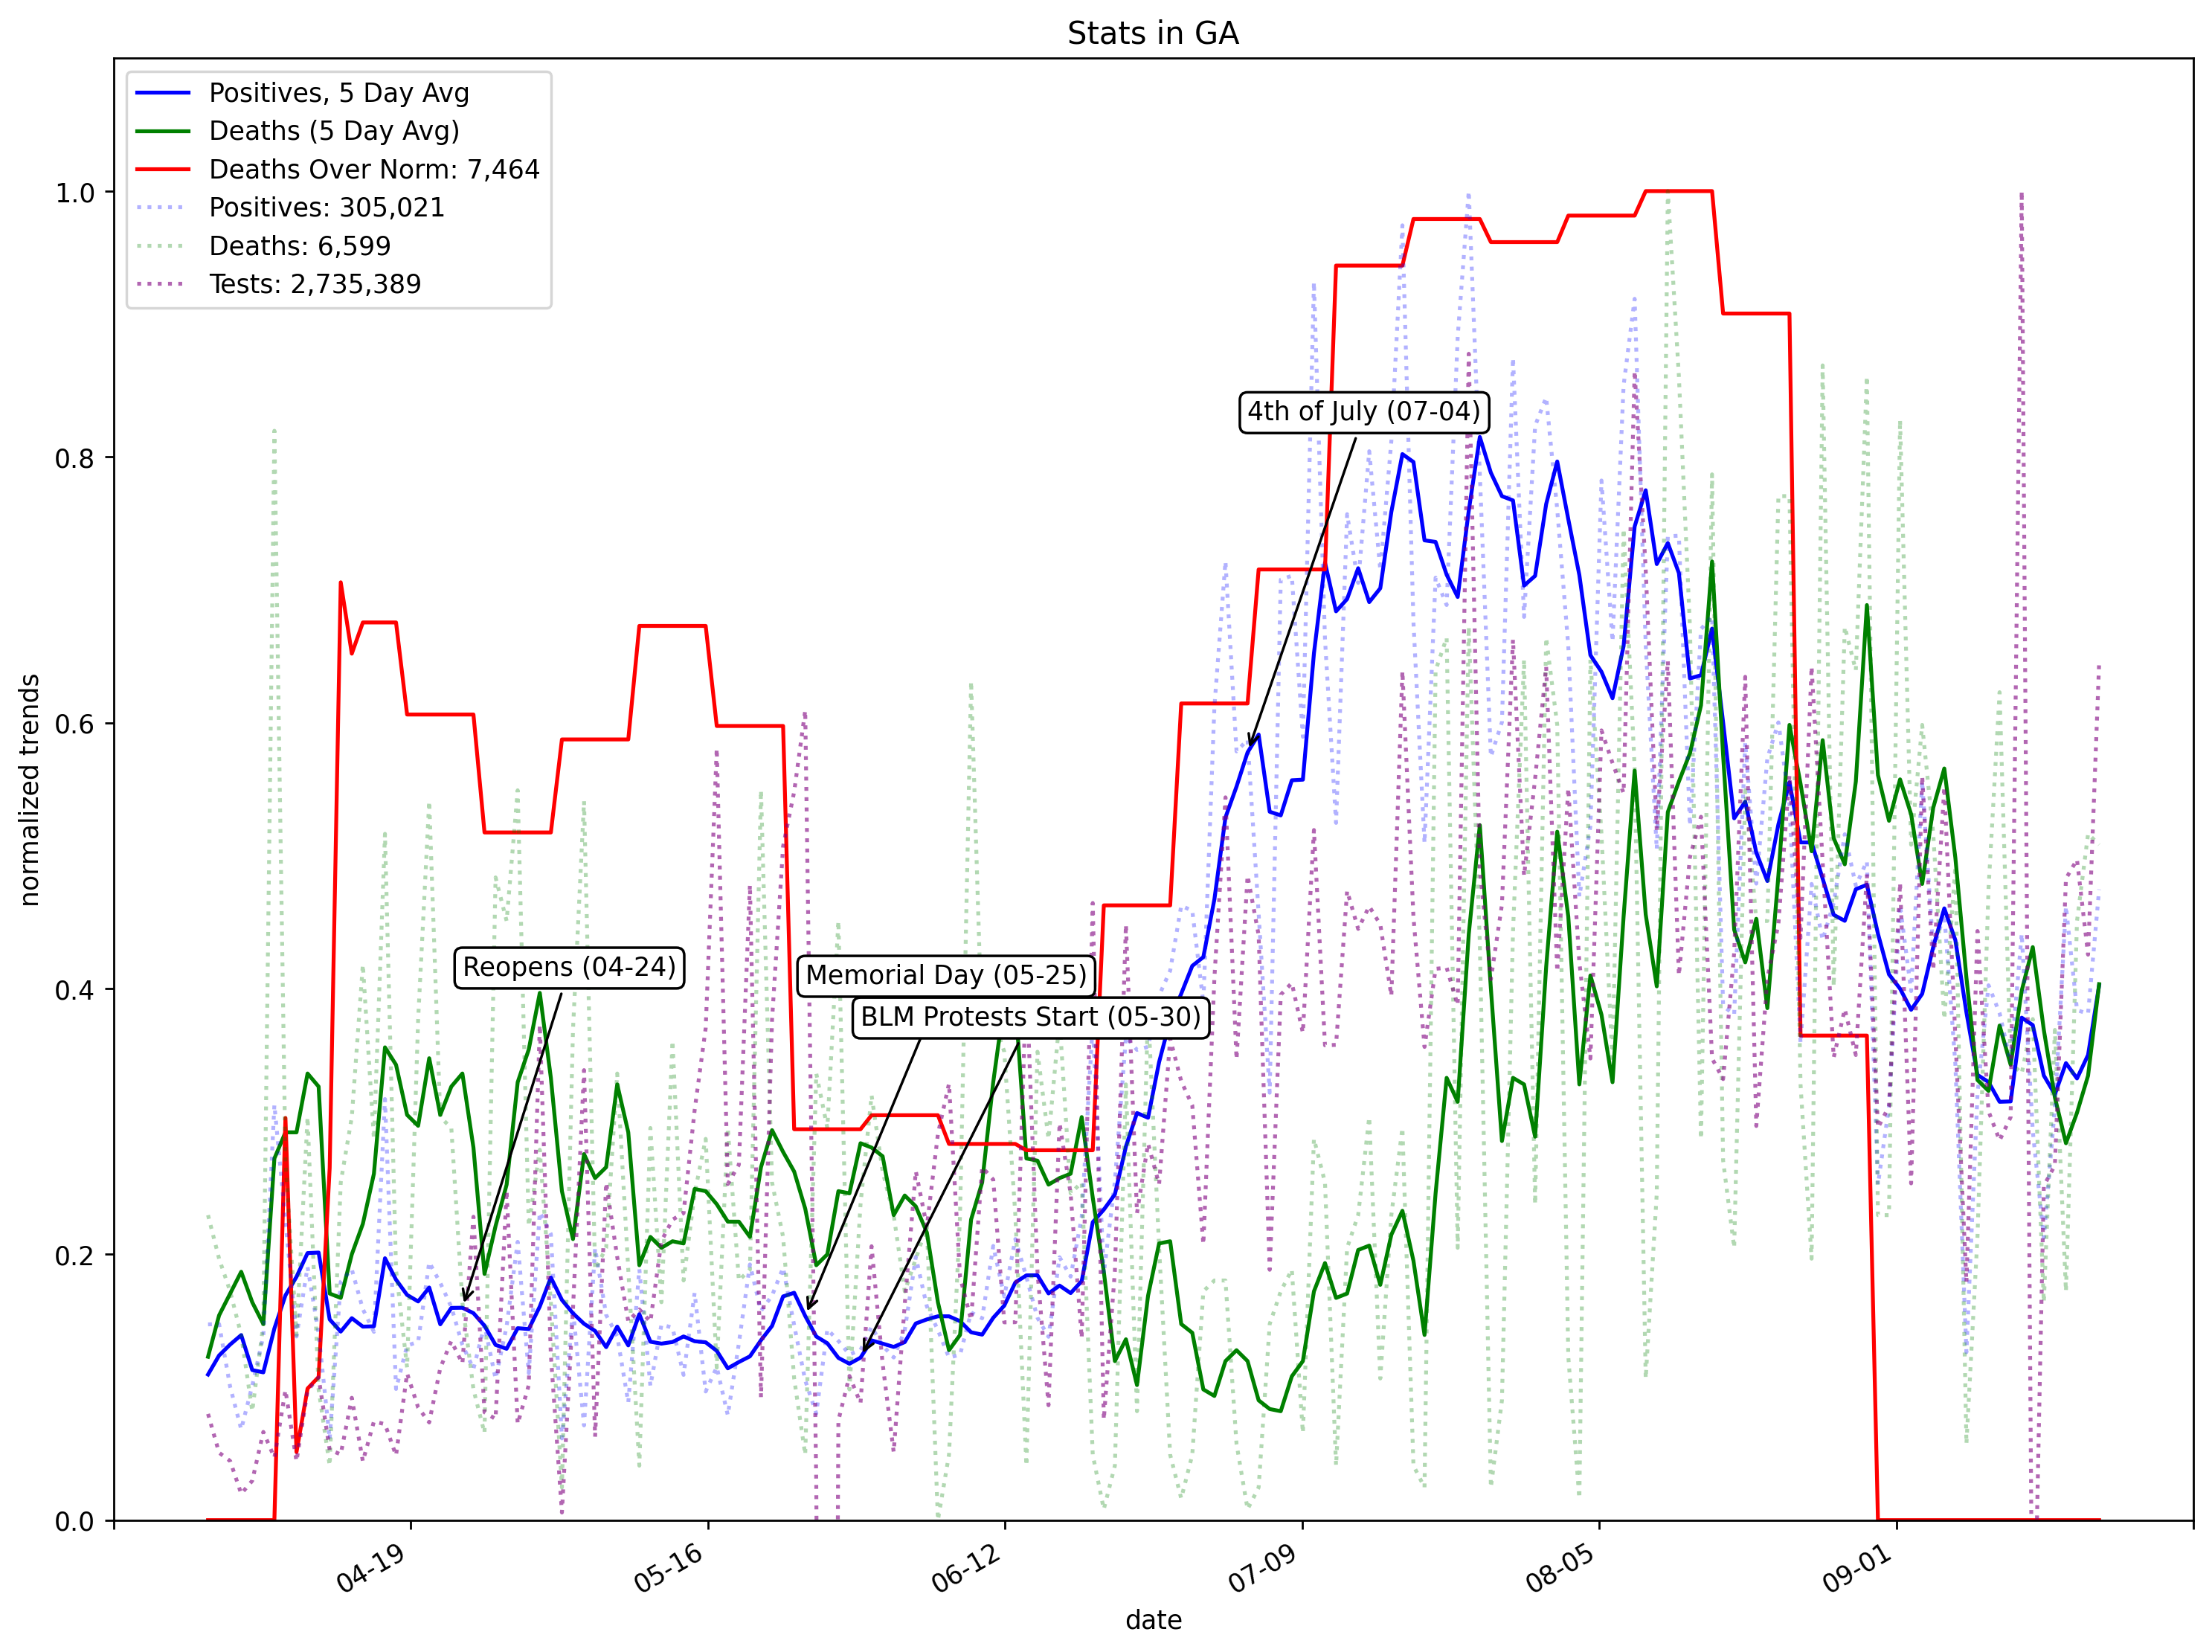 Stats in GA
Positives, 5 Day Avg
Deaths (5 Day Avg)
Deaths Over Norm: 7,464
Positives: 305,021
Deaths: 6,599
Tests: 2,735,389
1.0
0.8
0.6
0.4
0.2
0.0
normalized trends
4th of July (07-04)
Reopens (04-24)
Memorial Day (05-25)
BLM Protests Start (05-30)
04-19
05-16
06-12
07-09
08-05
09-01
date